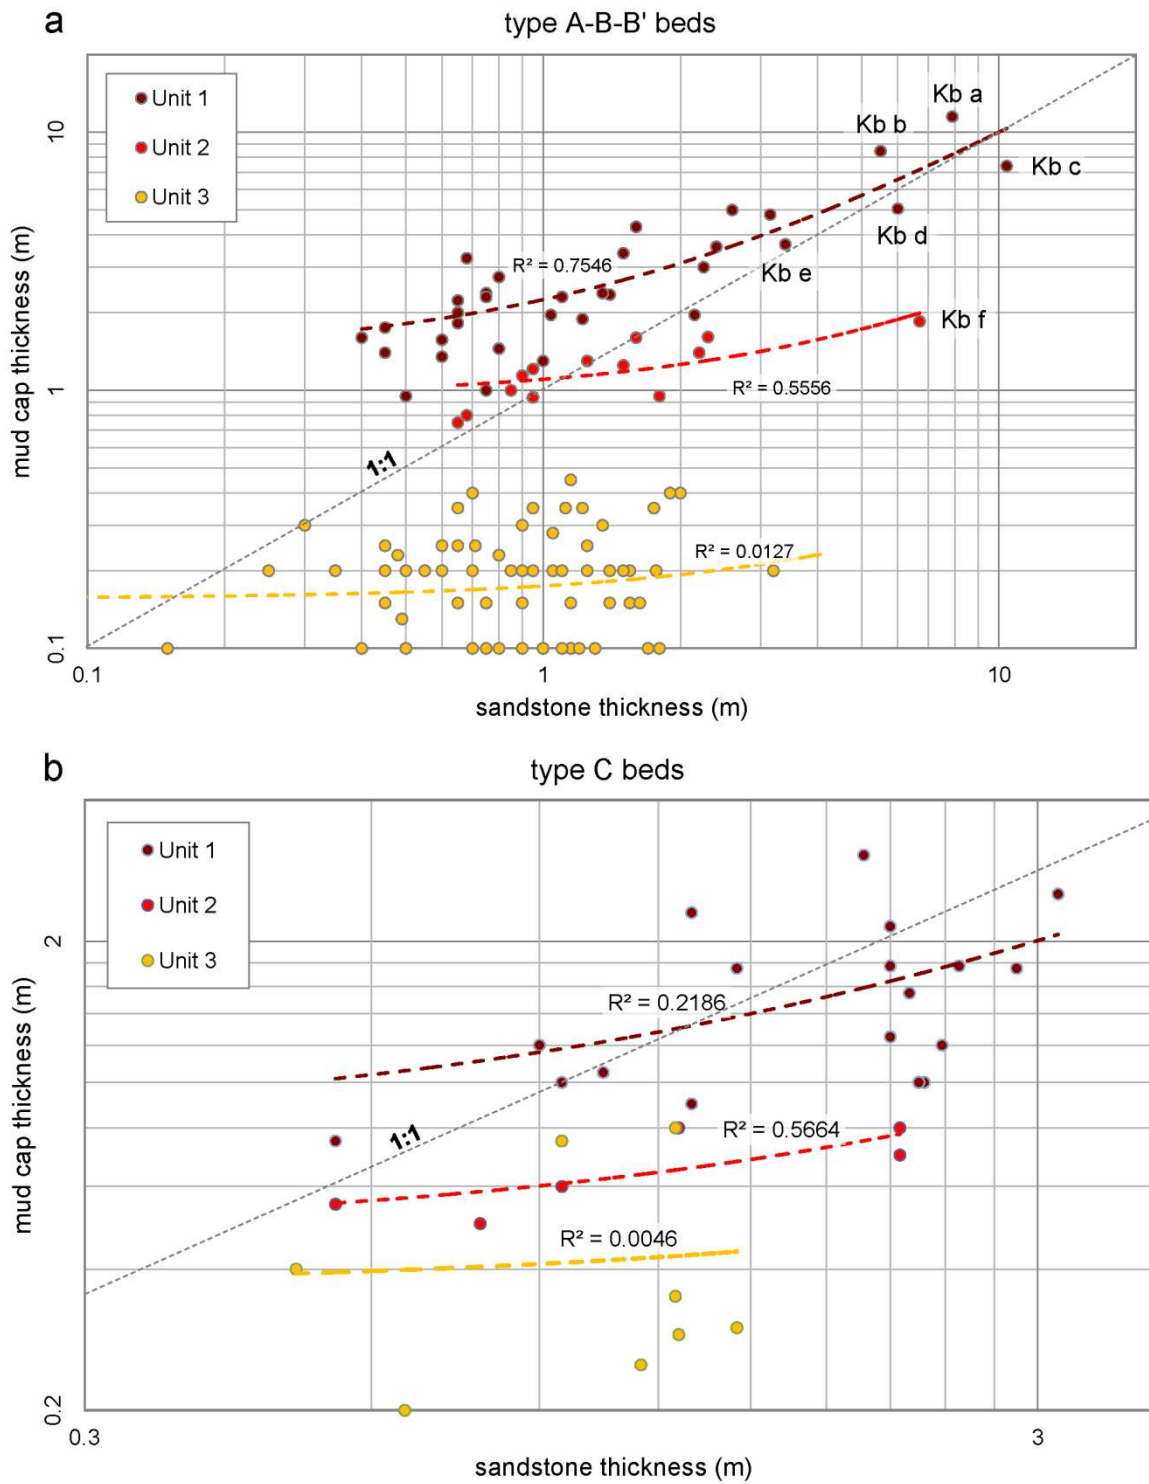 a
type A-B-B' beds
Unit 1
Unit 2
Unit 3
Kb a
Kb b
Kb c
Kb d
Kb e
Kb f
R² = 0.7546
R² = 0.5556
R² = 0.0127
1:1
mud cap thickness (m)
10
1
0.1
0.1
1
10
sandstone thickness (m)
b
type C beds
Unit 1
Unit 2
Unit 3
R² = 0.2186
R² = 0.5664
R² = 0.0046
1:1
mud cap thickness (m)
2
0.2
0.3
3
sandstone thickness (m)